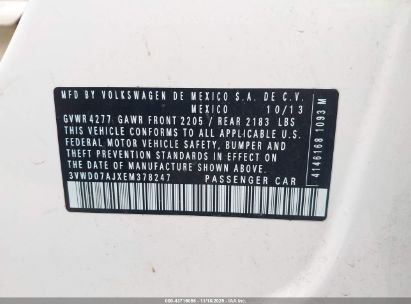 MFD BY VOLKSWAGEN DE MEXICO S.A. DE C.V.
MEXICO 10/13
GVWR 4277 GAWR FRONT 2205 / REAR 2183 LBS
THIS VEHICLE CONFORMS TO ALL APPLICABLE U.S.
FEDERAL MOTOR VEHICLE SAFETY, BUMPER AND
THEFT PREVENTION STANDARDS IN EFFECT ON THE
DATE OF MANUFACTURE SHOWN ABOVE.
3VWD07AJXEM378247 PASSENGER CAR
4146168 1093 M